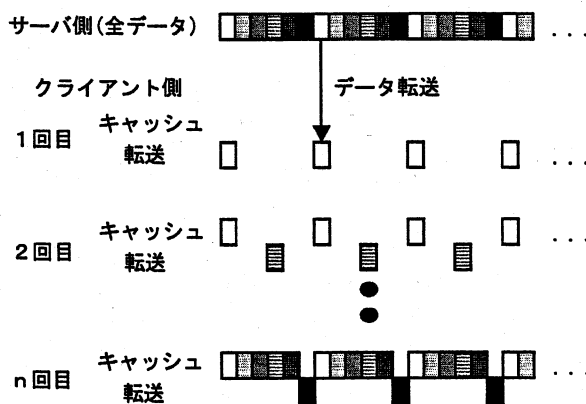 サーバ側(全データ)
. . .
クライアント側
データ転送
1回目
キャッシュ
転送
. . .
2回目
キャッシュ
転送
. . .
n回目
キャッシュ
転送
. . .